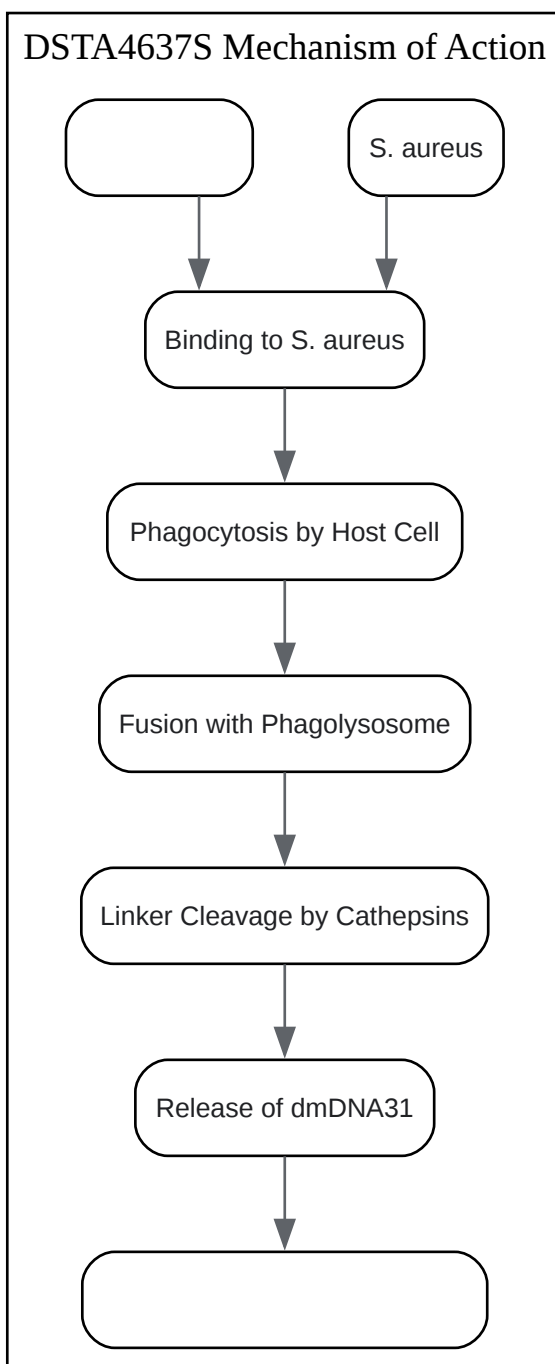 DSTA4637S Mechanism of Action
S. aureus
Binding to S. aureus
Phagocytosis by Host Cell
Fusion with Phagolysosome
Linker Cleavage by Cathepsins
Release of dmDNA31